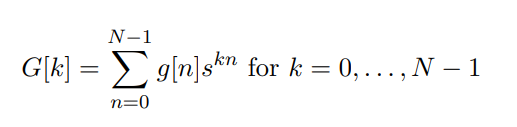 G[k] = \sum_{n=0}^{N-1} g[n]s^{kn} for k = 0, . . . , N − 1